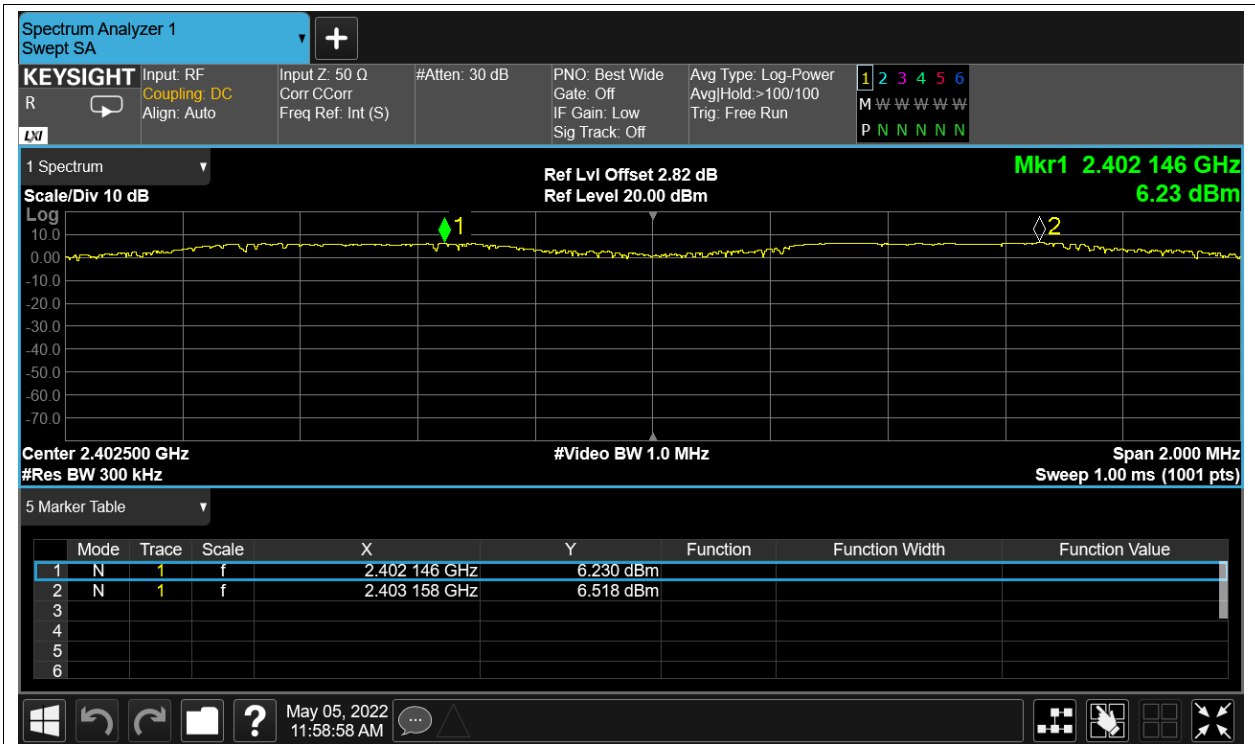 Spectrum Analyzer 1
Swept SA
+
KEYSIGHT Input: RF Input Z: 50 Ω #Atten: 30 dB PNO: Best Wide Avg Type: Log-Power 1 2 3 4 5 6
R Coupling: DC Corr CCorr Gate: Off Avg|Hold:>100/100 M W W W W W
Align: Auto Freq Ref: Int (S) IF Gain: Low Trig: Free Run
LXI Sig Track: Off P N N N N N
1 Spectrum Ref Lvl Offset 2.82 dB Mkr1 2.402 146 GHz
Scale/Div 10 dB Ref Level 20.00 dBm 6.23 dBm
Log
1 2
10.0
0.00
-10.0
-20.0
-30.0
-40.0
-50.0
-60.0
-70.0
Center 2.402500 GHz #Video BW 1.0 MHz Span 2.000 MHz
#Res BW 300 kHz Sweep 1.00 ms (1001 pts)
5 Marker Table
Mode Trace Scale X Y Function Function Width Function Value
1 N 1 f 2.402 146 GHz 6.230 dBm
2 N 1 f 2.403 158 GHz 6.518 dBm
3
4
5
6
? May 05, 2022
11:58:58 AM